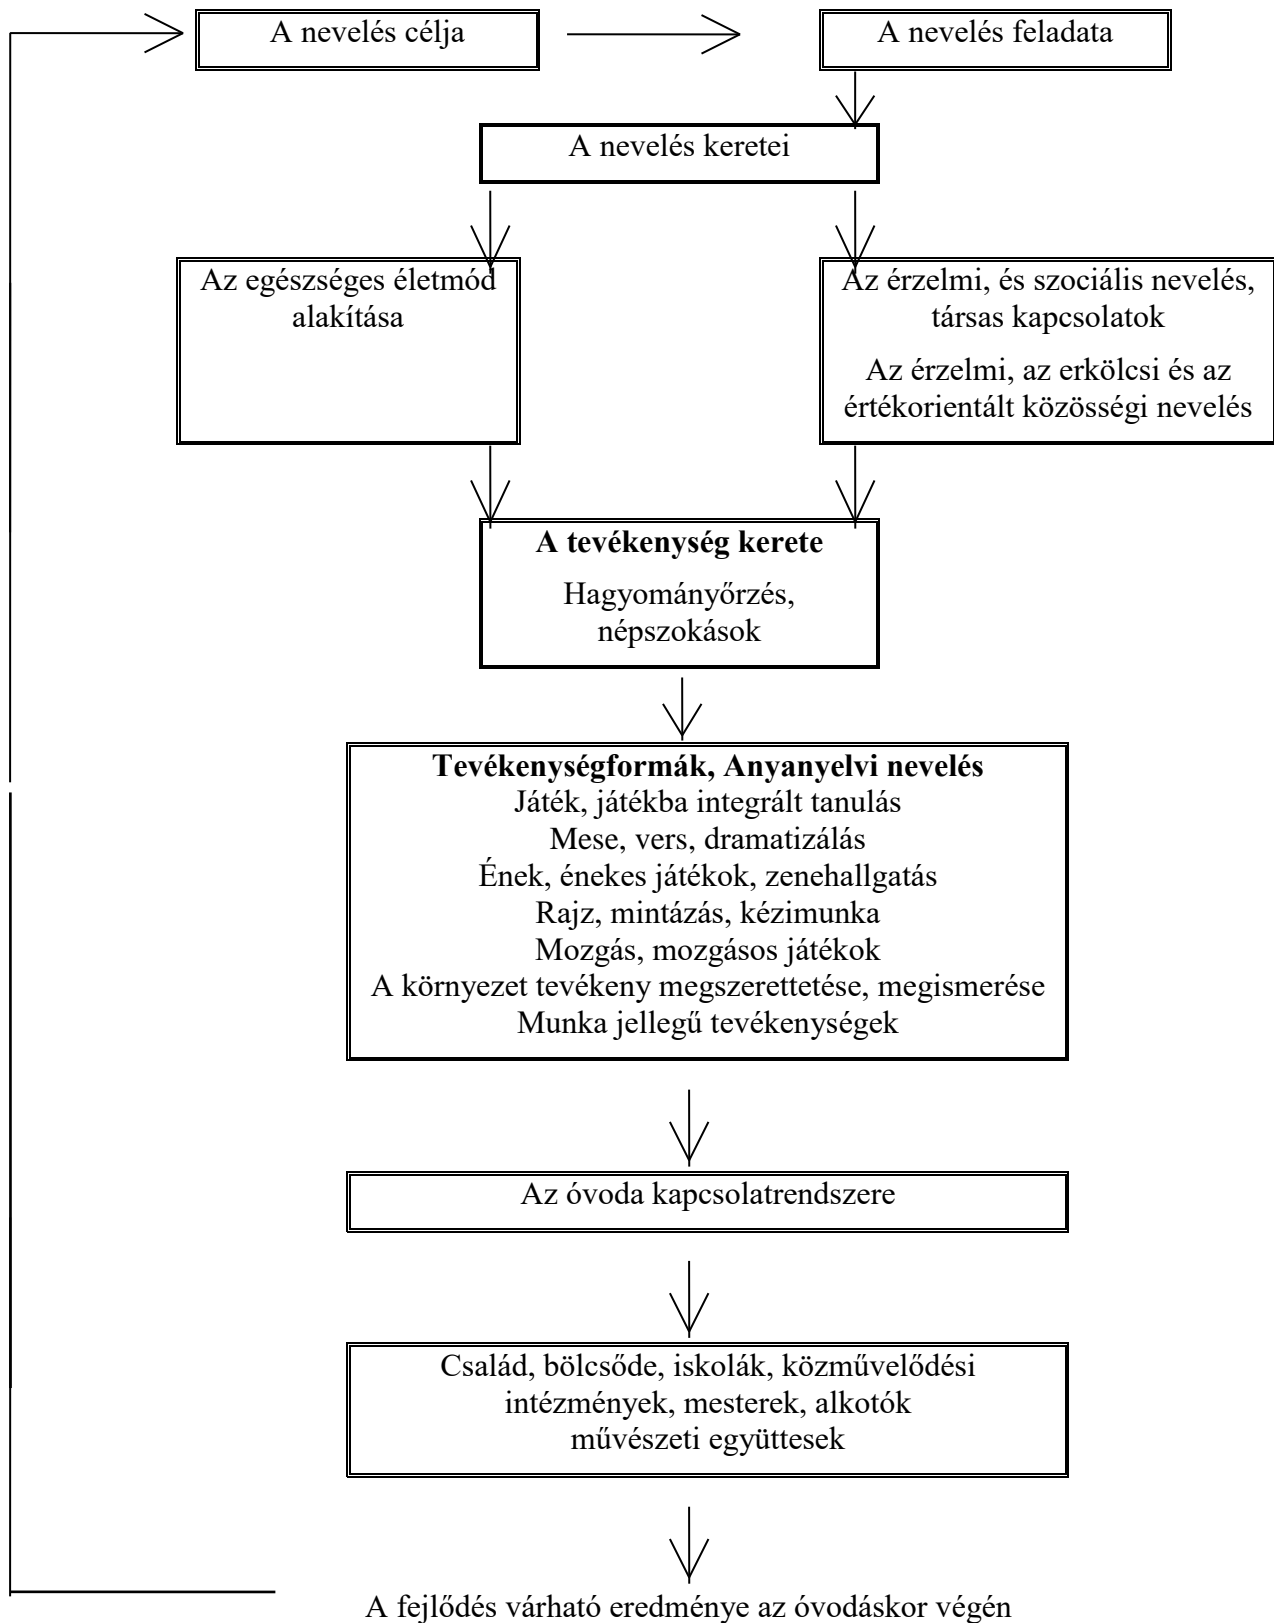 A nevelés célja
A nevelés feladata
A nevelés keretei
Az egészséges életmód
alakítása
Az érzelmi, és szociális nevelés,
társas kapcsolatok
Az érzelmi, az erkölcsi és az
értékorientált közösségi nevelés
A tevékenység kerete
Hagyományőrzés,
népszokások
Tevékenységformák, Anyanyelvi nevelés
Játék, játékba integrált tanulás
Mese, vers, dramatizálás
Ének, énekes játékok, zenehallgatás
Rajz, mintázás, kézimunka
Mozgás, mozgásos játékok
A környezet tevékeny megszerettetése, megismerése
Munka jellegű tevékenységek
Az óvoda kapcsolatrendszere
Család, bölcsőde, iskolák, közművelődési
intézmények, mesterek, alkotók
művészeti együttesek
A fejlődés várható eredménye az óvodáskor végén